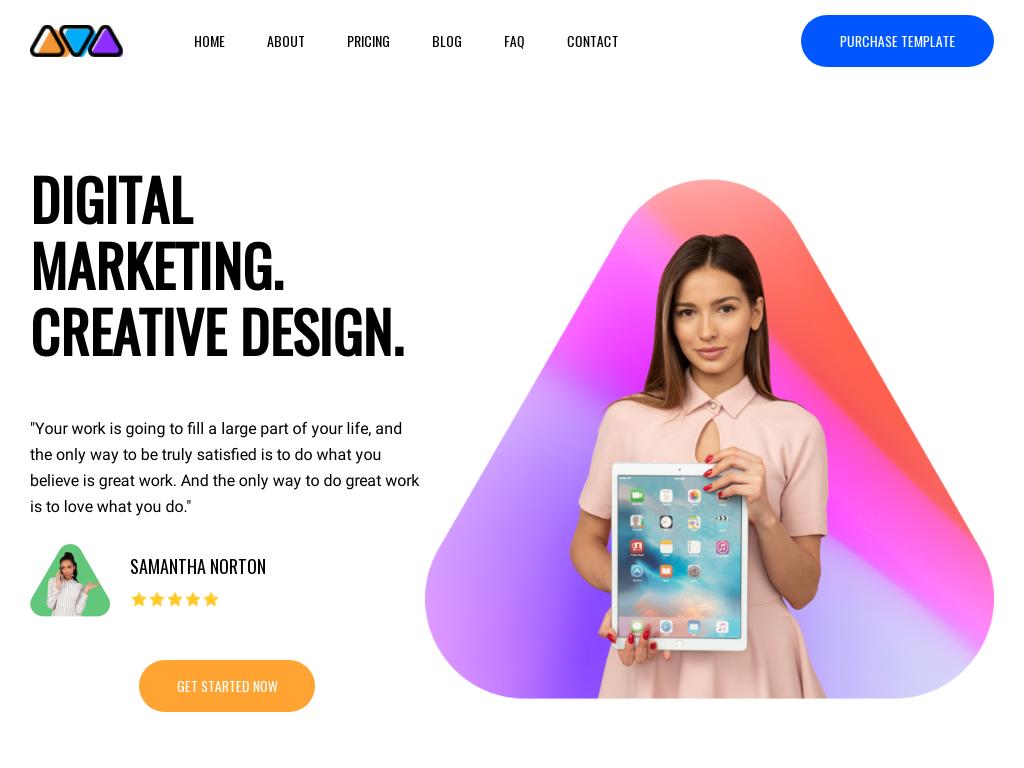 HOME
ABOUT
PRICING
BLOG
FAQ
CONTACT
PURCHASE TEMPLATE
DIGITAL
MARKETING.
CREATIVE DESIGN.
"Your work is going to fill a large part of your life, and
the only way to be truly satisfied is to do what you
believe is great work. And the only way to do great work
is to love what you do."
SAMANTHA NORTON
GET STARTED NOW